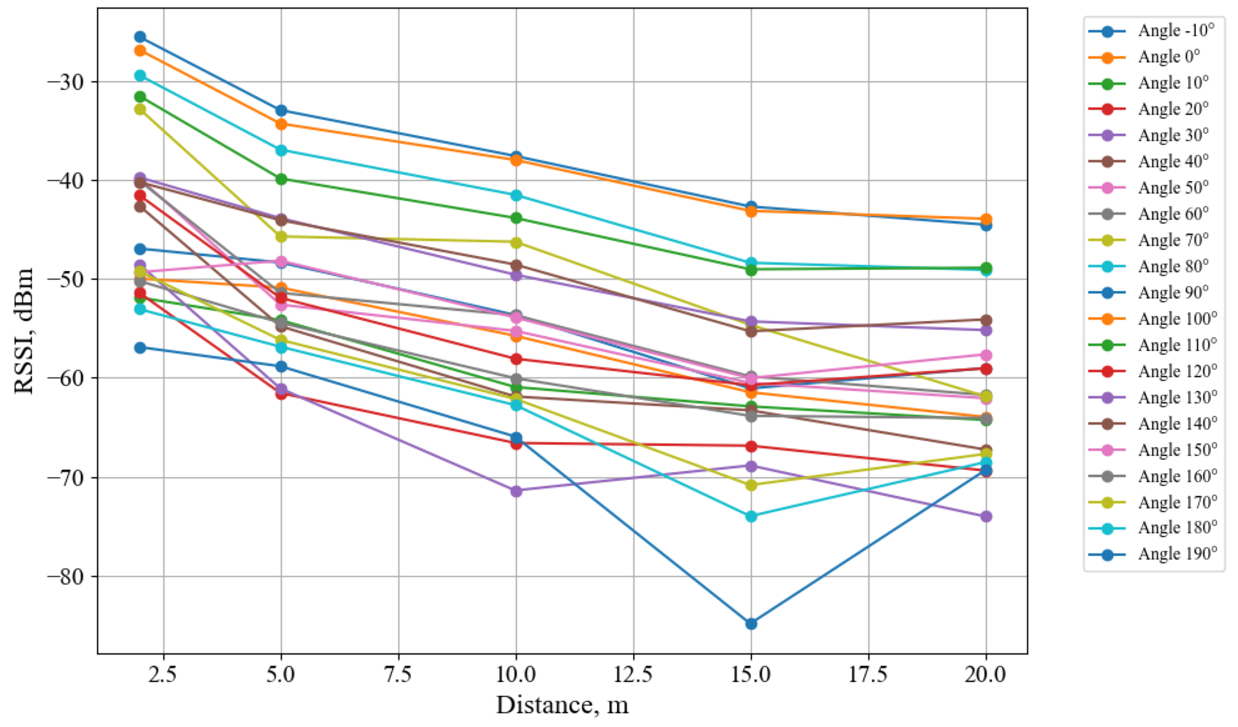 RSSI, dBm
−30
−40
−50
−60
−70
−80
2.5 5.0 7.5 10.0 12.5 15.0 17.5 20.0
Distance, m
Angle -10°
Angle 0°
Angle 10°
Angle 20°
Angle 30°
Angle 40°
Angle 50°
Angle 60°
Angle 70°
Angle 80°
Angle 90°
Angle 100°
Angle 110°
Angle 120°
Angle 130°
Angle 140°
Angle 150°
Angle 160°
Angle 170°
Angle 180°
Angle 190°